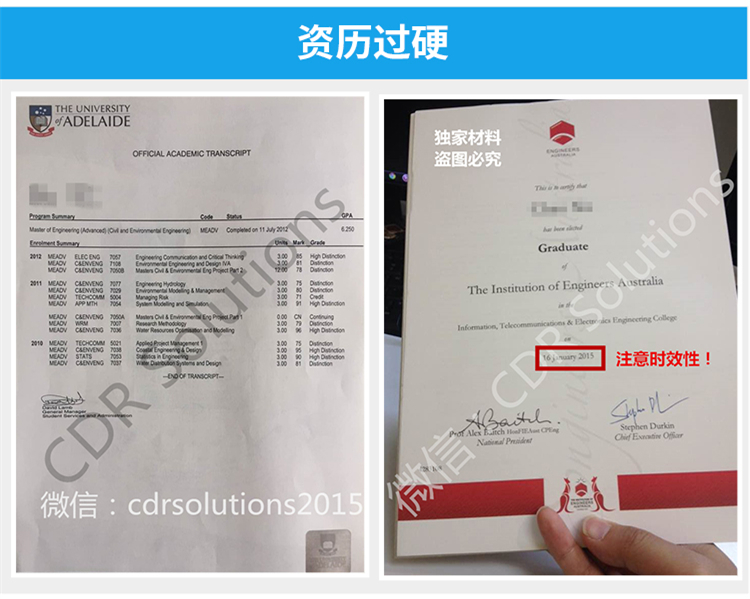 资历过硬
THE UNIVERSITY
of ADELAIDE
OFFICIAL ACADEMIC TRANSCRIPT
Program Summary Code Status GPA
Master of Engineering (Advanced) (Civil and Environmental Engineering) MEADV Completed on 11 July 2012 6.250
Enrolment Summary Units Mark Grade
2012 MEADV ELEC ENG 7057 Engineering Communication and Critical Thinking 3.00 85 High Distinction
MEADV C&ENVENG 7108 Environmental Engineering and Design IVA 3.00 81 Distinction
MEADV C&ENVENG 7050B Masters Civil & Environmental Eng Project Part 2 12.00 78 Distinction
2011 MEADV C&ENVENG 7077 Engineering Hydrology 3.00 75 Distinction
MEADV C&ENVENG 7029 Environmental Modelling & Management 3.00 80 Distinction
MEADV TECHCOMM 5004 Managing Risk 3.00 71 Credit
MEADV APP MTH 7054 System Modelling and Simulation 3.00 91 High Distinction
MEADV C&ENVENG 7050A Masters Civil & Environmental Eng Project Part 1 0.00 CN Continuing
MEADV WRM 7007 Research Methodology 3.00 79 Distinction
MEADV C&ENVENG 7036 Water Resources Optimisation and Modelling 3.00 96 High Distinction
2010 MEADV TECHCOMM 5021 Applied Project Management 3.00 75 Distinction
MEADV C&ENVENG 7038 Coastal Engineering & Design 3.00 95 High Distinction
MEADV STATS 7053 Statistics in Engineering 3.00 90 High Distinction
MEADV C&ENVENG 7037 Water Distribution Systems and Design 3.00 81 Distinction
---END OF TRANSCRIPT---
David Lamb
General Manager
Student Services and Administration
CDR Solutions
微信：cdrsolutions2015
独家材料
盗图必究
ENGINEERS
AUSTRALIA
This is to certify that
has been elected
Graduate
of
The Institution of Engineers Australia
in the
Information, Telecommunications & Electronics Engineering College
on
16 January 2015
注意时效性！
Prof Alex Baitch HonFIEAust CPEng
National President
Stephen Durkin
Chief Executive Officer
微信：CDR Solutions